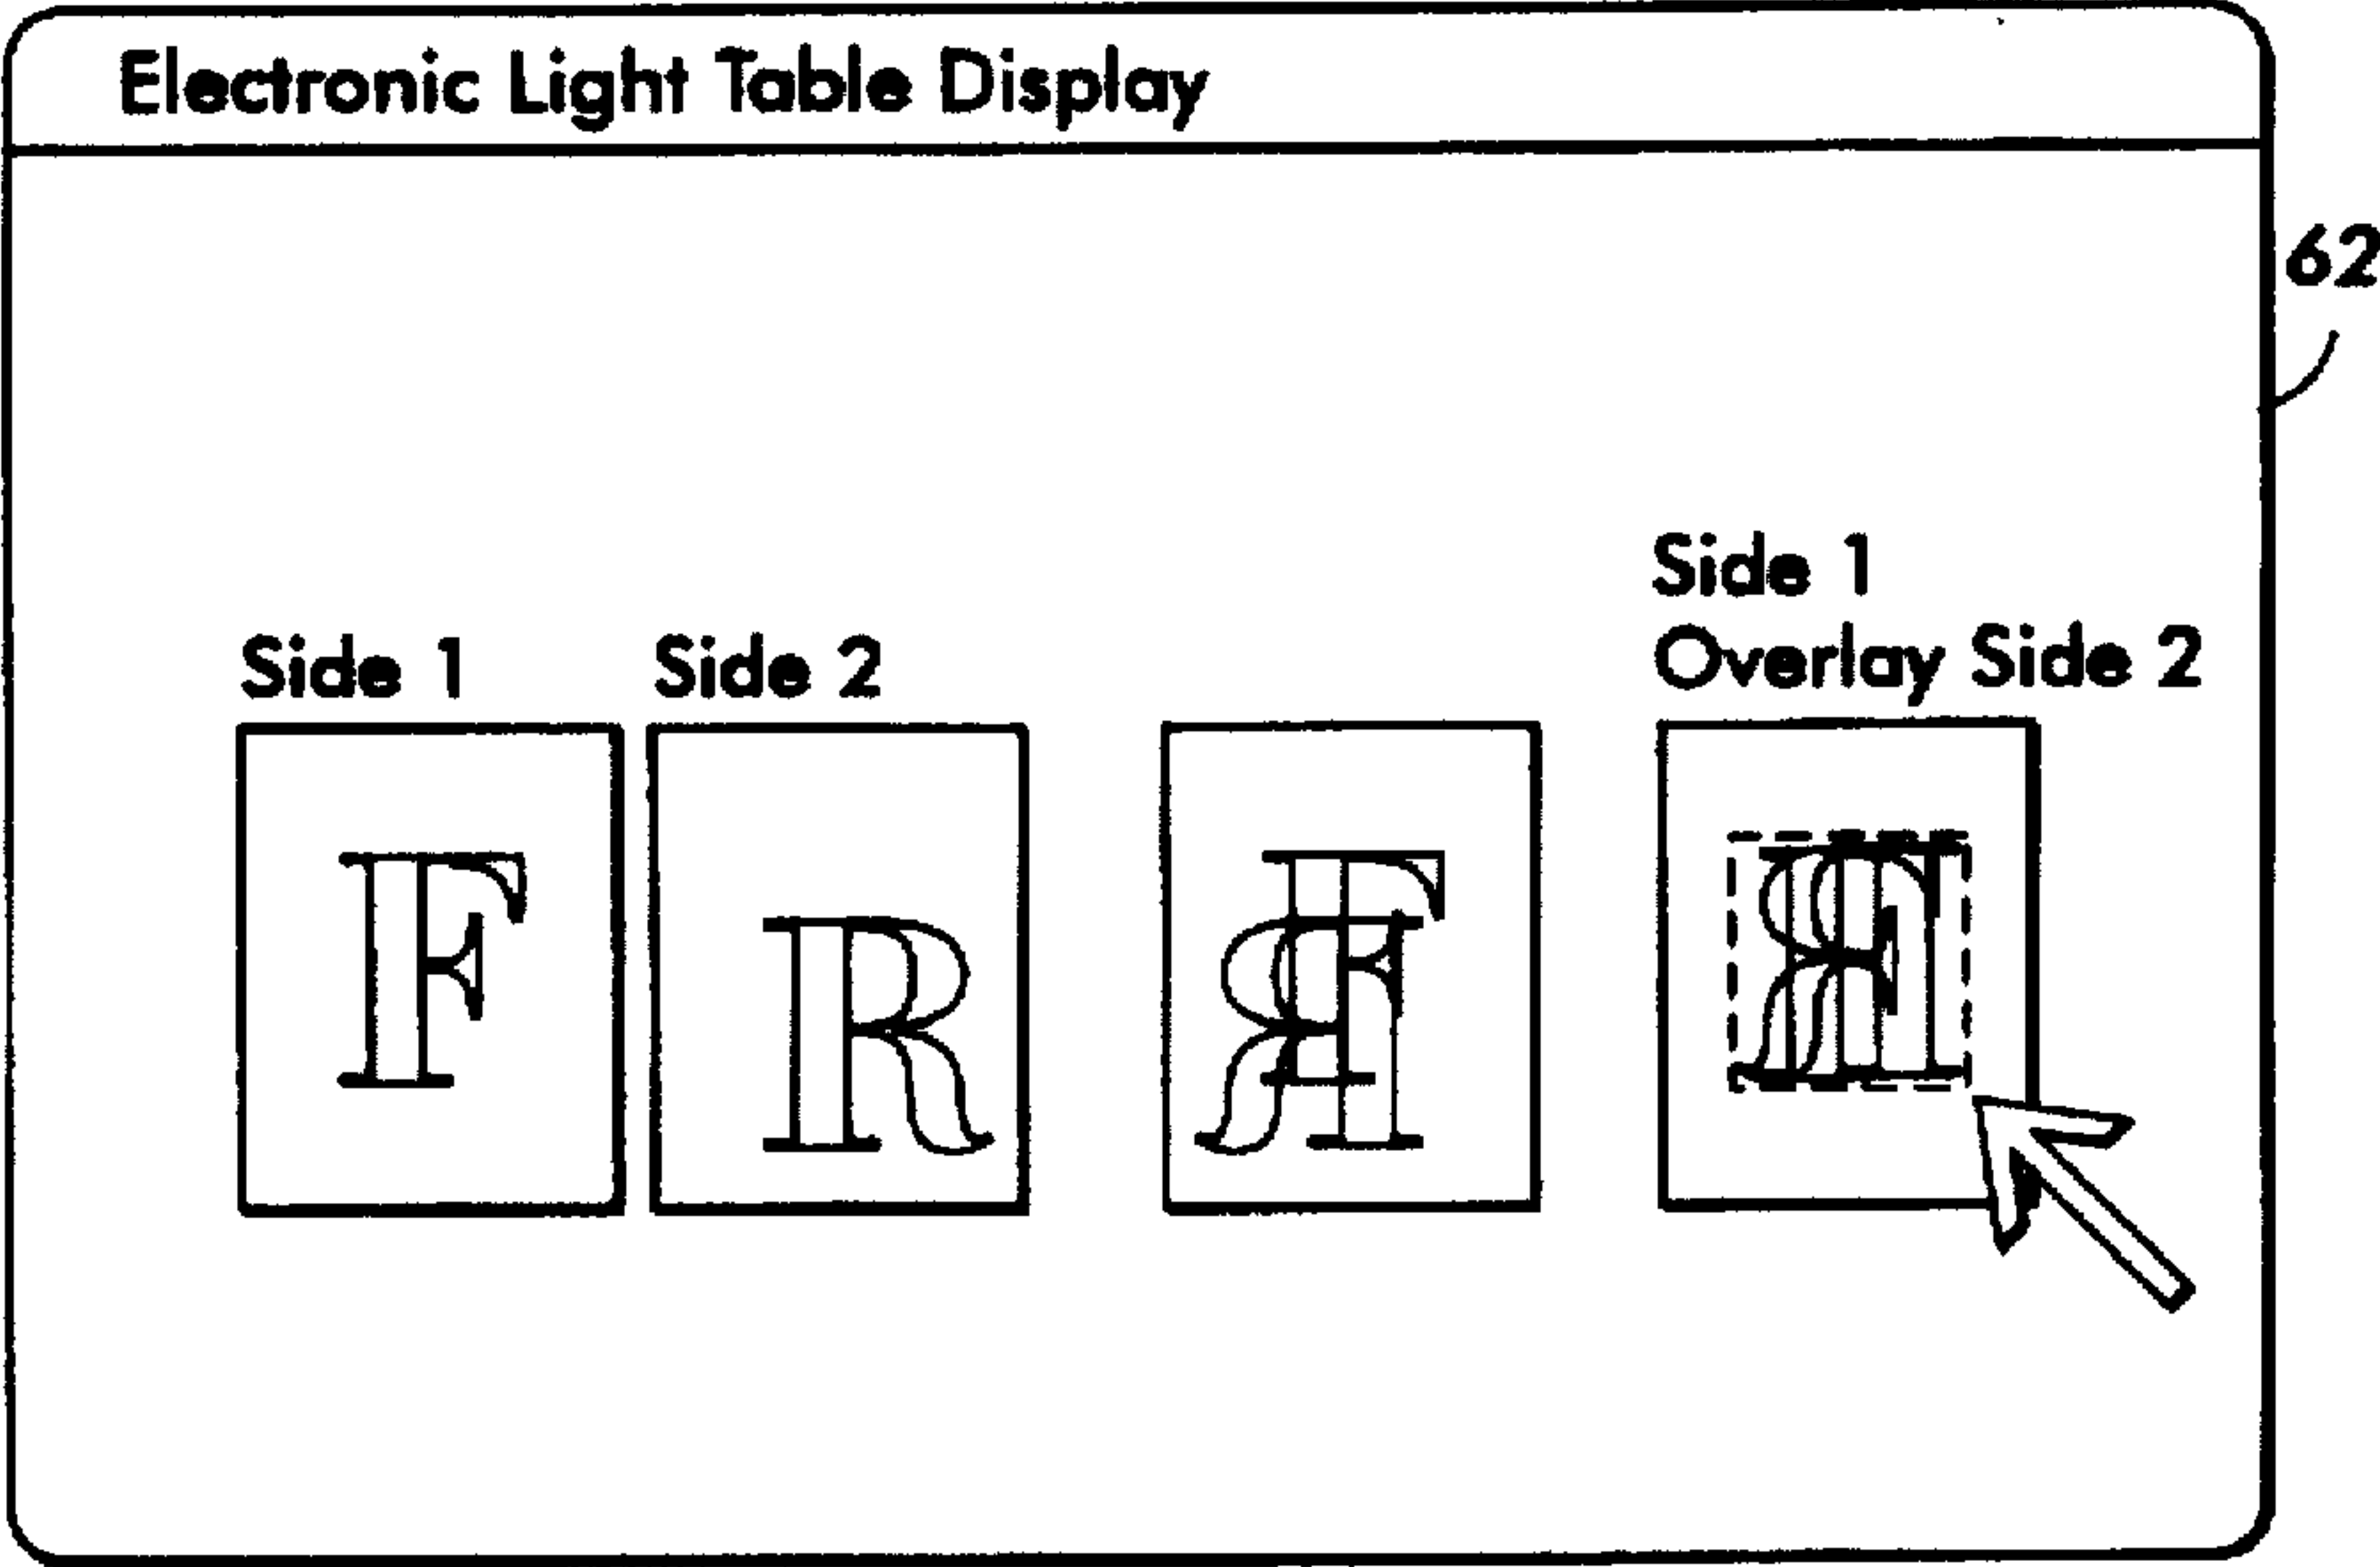 Electronic Light Table Display
62
Side 1
Overlay Side 2
Side 1
Side 2
F
R